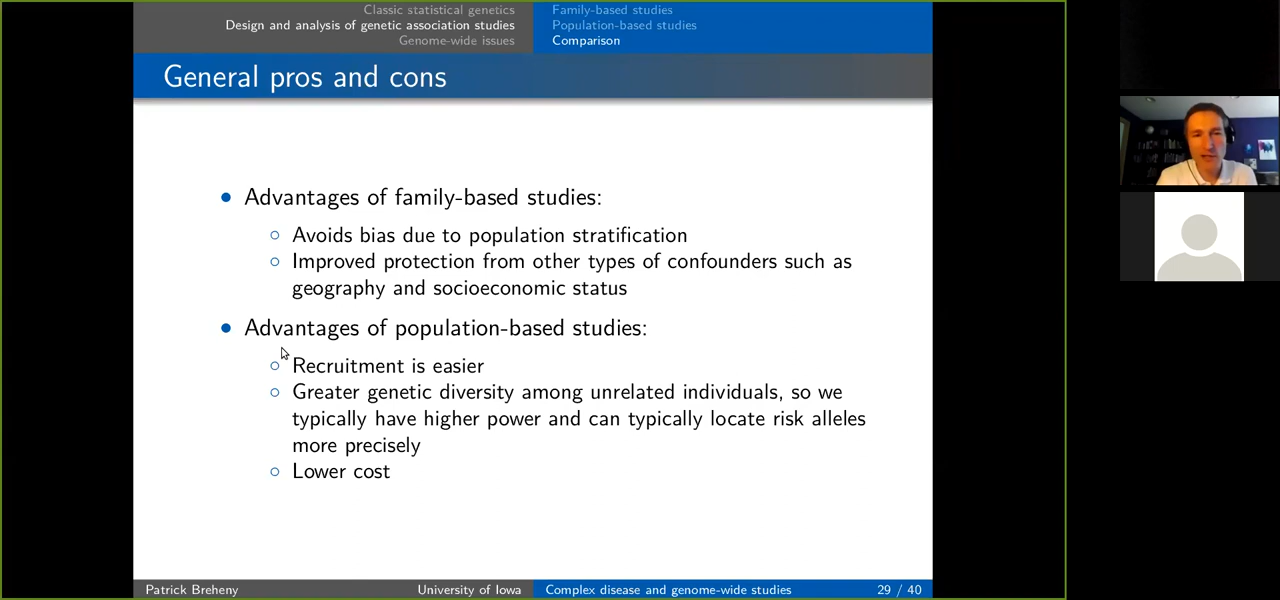 Classic statistical genetics
Design and analysis of genetic association studies
Genome-wide issues
Family-based studies
Population-based studies
Comparison
General pros and cons
Advantages of family-based studies:
Avoids bias due to population stratification
Improved protection from other types of confounders such as
geography and socioeconomic status
Advantages of population-based studies:
Recruitment is easier
Greater genetic diversity among unrelated individuals, so we
typically have higher power and can typically locate risk alleles
more precisely
Lower cost
Patrick Breheny
University of Iowa
Complex disease and genome-wide studies
29 / 40